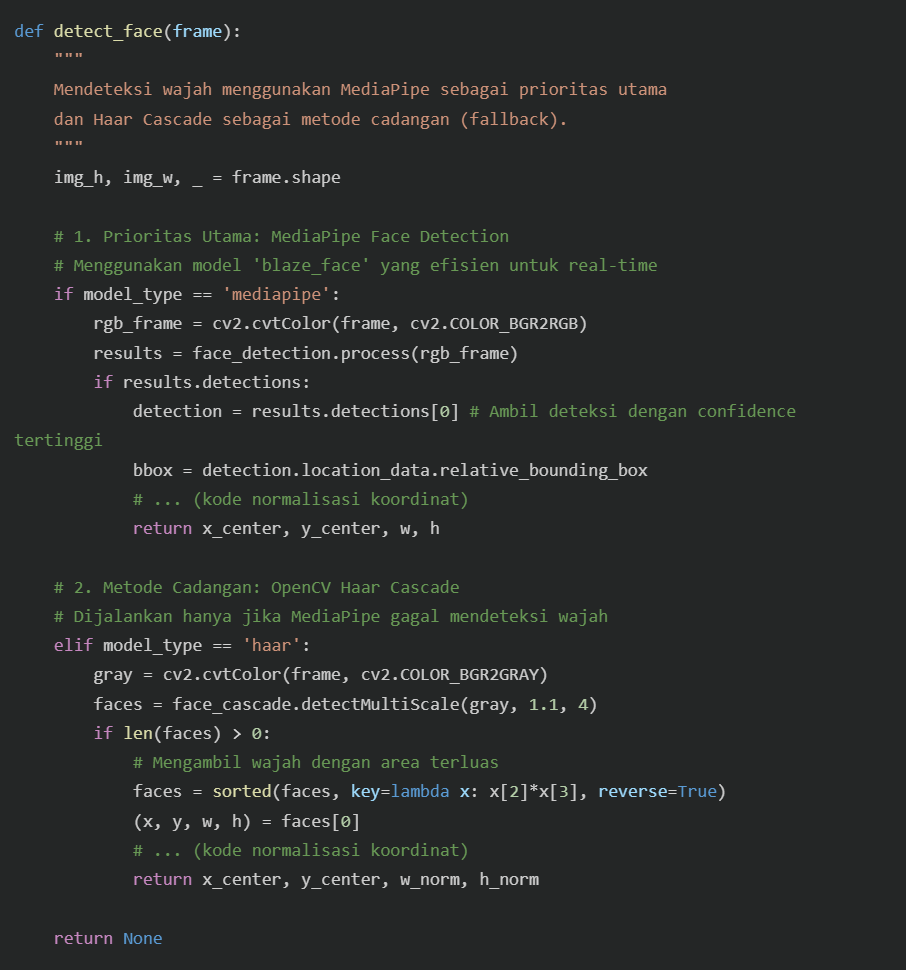 def detect_face(frame):
    """
    Mendeteksi wajah menggunakan MediaPipe sebagai prioritas utama
    dan Haar Cascade sebagai metode cadangan (fallback).
    """
    img_h, img_w, _ = frame.shape

    # 1. Prioritas Utama: MediaPipe Face Detection
    # Menggunakan model 'blaze_face' yang efisien untuk real-time
    if model_type == 'mediapipe':
        rgb_frame = cv2.cvtColor(frame, cv2.COLOR_BGR2RGB)
        results = face_detection.process(rgb_frame)
        if results.detections:
            detection = results.detections[0] # Ambil deteksi dengan confidence
tertinggi
            bbox = detection.location_data.relative_bounding_box
            # ... (kode normalisasi koordinat)
            return x_center, y_center, w, h

    # 2. Metode Cadangan: OpenCV Haar Cascade
    # Dijalankan hanya jika MediaPipe gagal mendeteksi wajah
    elif model_type == 'haar':
        gray = cv2.cvtColor(frame, cv2.COLOR_BGR2GRAY)
        faces = face_cascade.detectMultiScale(gray, 1.1, 4)
        if len(faces) > 0:
            # Mengambil wajah dengan area terluas
            faces = sorted(faces, key=lambda x: x[2]*x[3], reverse=True)
            (x, y, w, h) = faces[0]
            # ... (kode normalisasi koordinat)
            return x_center, y_center, w_norm, h_norm

    return None